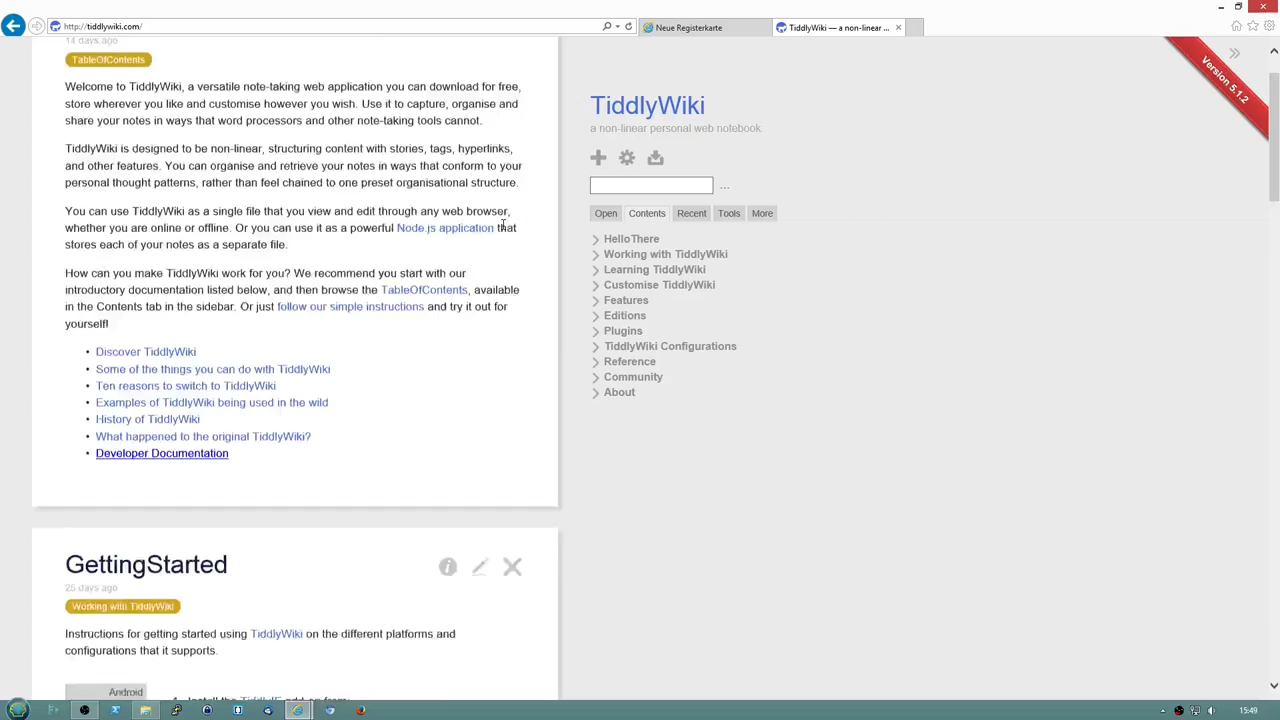 http://tiddlywiki.com/
Neue Registerkarte
TiddlyWiki — a non-linear ...
14 days ago
TableOfContents
Welcome to TiddlyWiki, a versatile note-taking web application you can download for free,
store wherever you like and customise however you wish. Use it to capture, organise and
share your notes in ways that word processors and other note-taking tools cannot.
TiddlyWiki is designed to be non-linear, structuring content with stories, tags, hyperlinks,
and other features. You can organise and retrieve your notes in ways that conform to your
personal thought patterns, rather than feel chained to one preset organisational structure.
You can use TiddlyWiki as a single file that you view and edit through any web browser,
whether you are online or offline. Or you can use it as a powerful Node.js application that
stores each of your notes as a separate file.
How can you make TiddlyWiki work for you? We recommend you start with our
introductory documentation listed below, and then browse the TableOfContents, available
in the Contents tab in the sidebar. Or just follow our simple instructions and try it out for
yourself!
• Discover TiddlyWiki
• Some of the things you can do with TiddlyWiki
• Ten reasons to switch to TiddlyWiki
• Examples of TiddlyWiki being used in the wild
• History of TiddlyWiki
• What happened to the original TiddlyWiki?
• Developer Documentation
GettingStarted
25 days ago
Working with TiddlyWiki
Instructions for getting started using TiddlyWiki on the different platforms and
configurations that it supports.
Android
1. Install the TiddlyIE add-on from:
Version 5.1.2
TiddlyWiki
a non-linear personal web notebook
...
Open Contents Recent Tools More
HelloThere
Working with TiddlyWiki
Learning TiddlyWiki
Customise TiddlyWiki
Features
Editions
Plugins
TiddlyWiki Configurations
Reference
Community
About
15:49